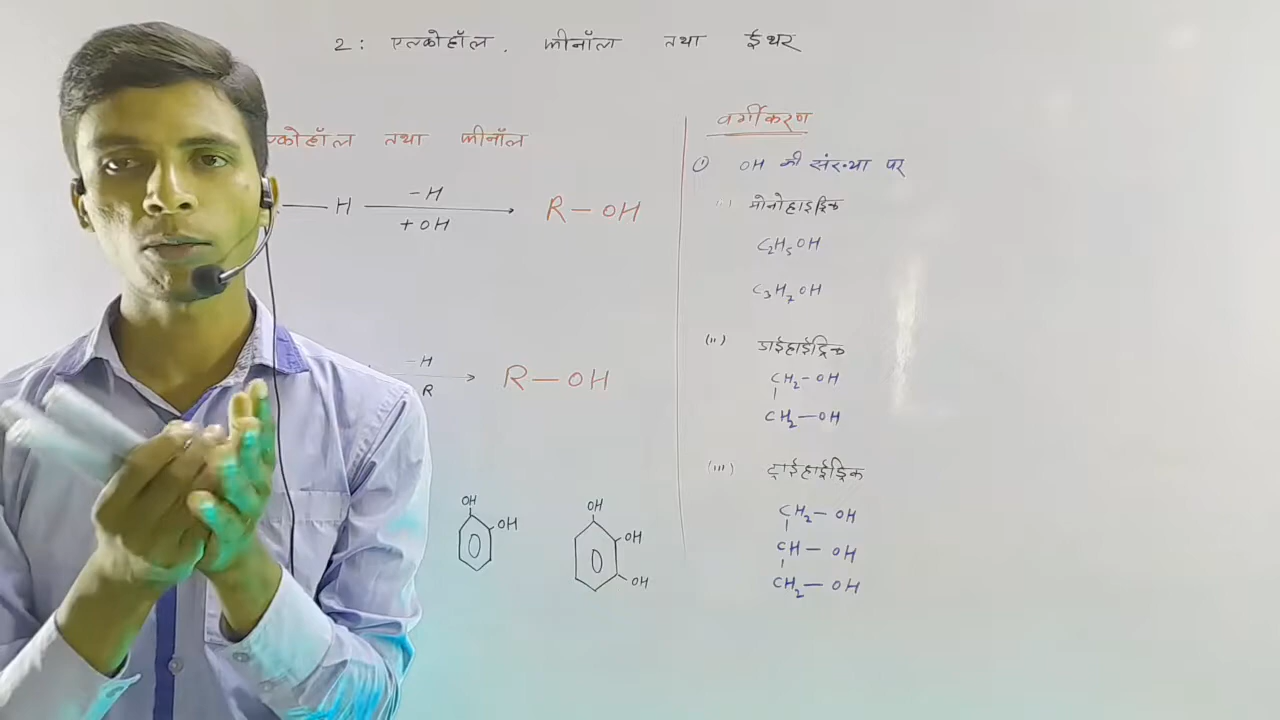 2: एल्कोहॉल, फीनॉल तथा ईथर
एल्कोहॉल तथा फीनॉल
— H −H +OH → R — OH
−H R → R — OH
OH OH
OH OH OH
वर्गीकरण
① OH की संख्या पर
(i) मोनोहाइड्रिक
C₂H₅OH
C₃H₇OH
(ii) डाईहाईड्रिक
CH₂-OH
CH₂—OH
(iii) ट्राईहाईड्रिक
CH₂— OH
CH — OH
CH₂— OH